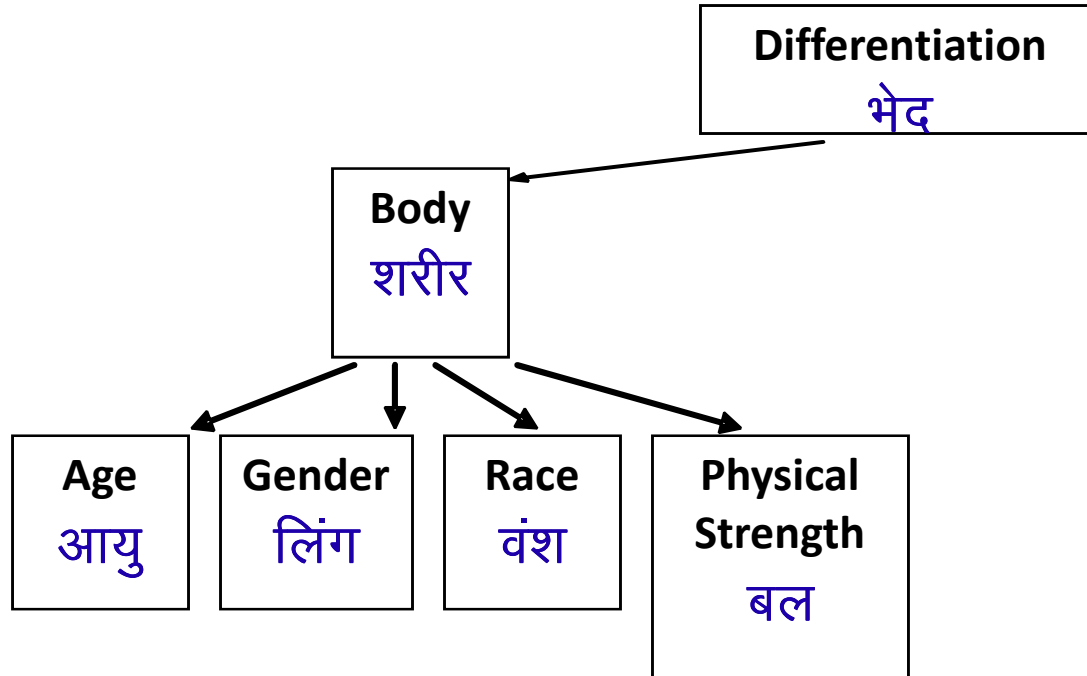 Differentiation
भेद
Body
शरीर
Age
आयु
Gender
लिंग
Race
वंश
Physical
Strength
बल